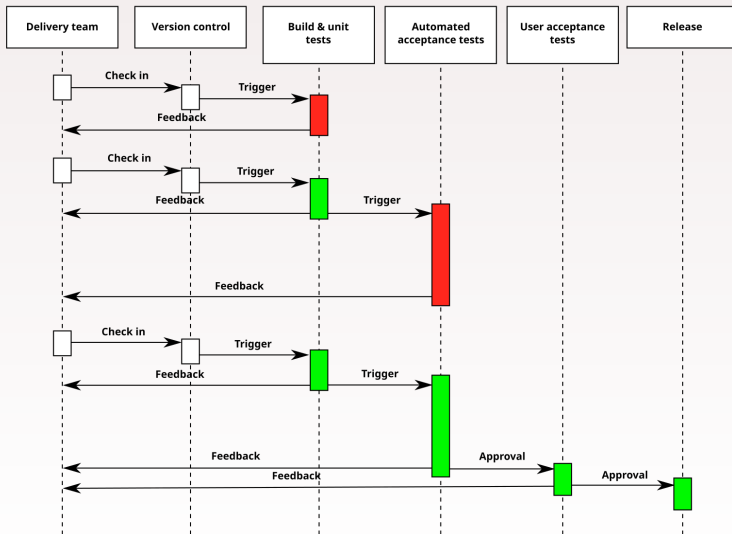 Delivery team
Version control
Build & unit
tests
Automated
acceptance tests
User acceptance
tests
Release
Check in
Trigger
Feedback
Check in
Trigger
Feedback
Trigger
Feedback
Check in
Trigger
Feedback
Trigger
Feedback
Approval
Feedback
Approval